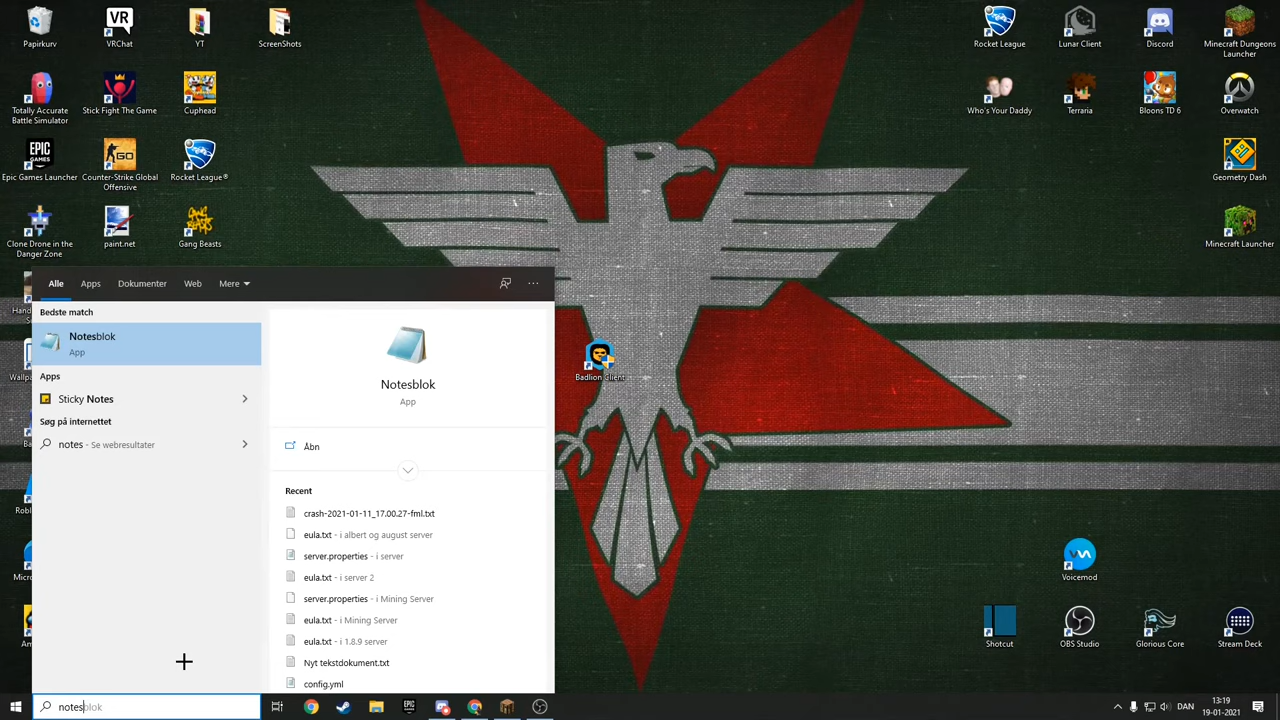 Papirkurv
VR
VRChat
YT
ScreenShots
Rocket League
Lunar Client
Discord
Minecraft Dungeons
Launcher
Totally Accurate
Battle Simulator
Stick Fight The Game
Cuphead
Who's Your Daddy
Terraria
Bloons TD 6
Overwatch
EPIC
GAMES
Epic Games Launcher
GO
Counter-Strike Global
Offensive
Rocket League®
Geometry Dash
Clone Drone in the
Danger Zone
paint.net
GANG
BEASTS
Gang Beasts
Minecraft Launcher
Alle
Apps
Dokumenter
Web
Mere
Bedste match
Notesblok
App
Apps
Sticky Notes
Søg på internettet
notes - Se webresultater
Notesblok
App
Åbn
Recent
crash-2021-01-11_17.00.27-fml.txt
eula.txt - i albert og august server
server.properties - i server
eula.txt - i server 2
server.properties - i Mining Server
eula.txt - i Mining Server
eula.txt - i 1.8.9 server
Nyt tekstdokument.txt
config.yml
Badlion Client
Voicemod
Shotcut
OBS Studio
Glorious Core
Stream Deck
notesblok
DAN
13:19
19-01-2021